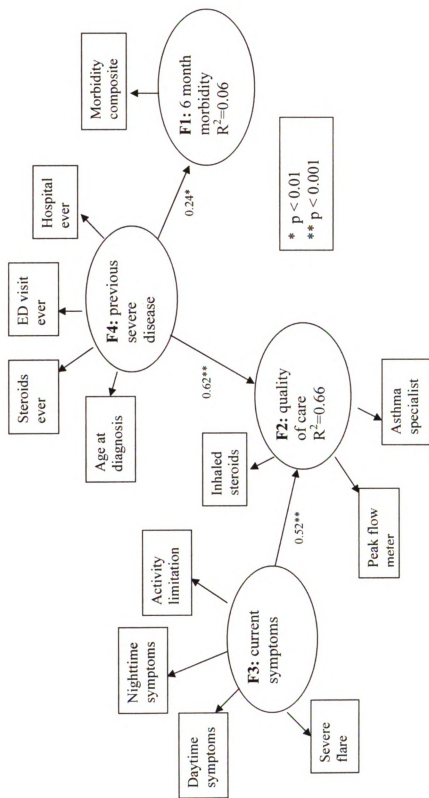 Steroids
ever
ED visit
ever
Hospital
ever
Morbidity
composite
Age at
diagnosis
F4: previous
severe
disease
0.24*
F1: 6 month
morbidity
R²=0.06
0.62**
Daytime
symptoms
Nighttime
symptoms
Activity
limitation
Inhaled
steroids
F3: current
symptoms
0.52**
F2: quality
of care
R²=0.66
Severe
flare
Peak flow
meter
Asthma
specialist
* p < 0.01
** p < 0.001